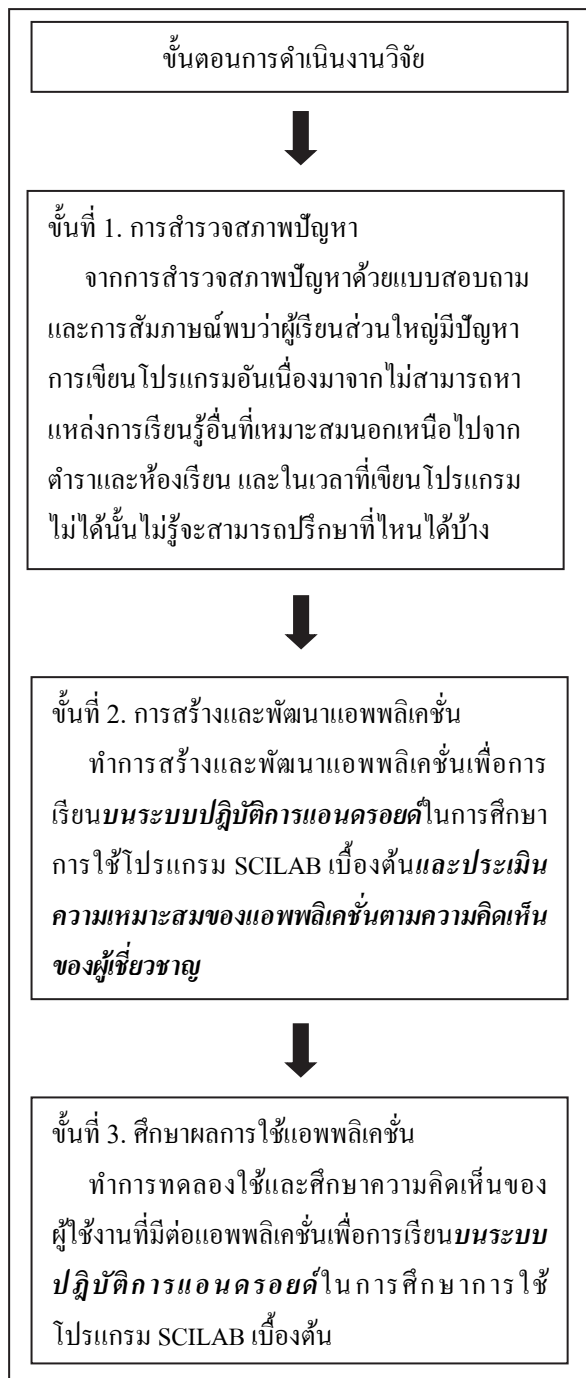 ขั้นตอนการดำเนินงานวิจัย
ขั้นที่ 1. การสำรวจสภาพปัญหา
จากการสำรวจสภาพปัญหาด้วยแบบสอบถาม
และการสัมภาษณ์พบว่าผู้เรียนส่วนใหญ่มีปัญหา
การเขียนโปรแกรมอันเนื่องมาจากไม่สามารถหา
แหล่งการเรียนรู้อื่นที่เหมาะสมนอกเหนือไปจาก
ตำราและห้องเรียน และในเวลาที่เขียนโปรแกรม
ไม่ได้นั้นไม่รู้จะสามารถปรึกษาที่ไหนได้บ้าง
ขั้นที่ 2. การสร้างและพัฒนาแอพพลิเคชั่น
ทำการสร้างและพัฒนาแอพพลิเคชั่นเพื่อการ
เรียนบนระบบปฏิบัติการแอนดรอยด์ในการศึกษา
การใช้โปรแกรม SCILAB เบื้องต้นและประเมิน
ความเหมาะสมของแอพพลิเคชั่นตามความคิดเห็น
ของผู้เชี่ยวชาญ
ขั้นที่ 3. ศึกษาผลการใช้แอพพลิเคชั่น
ทำการทดลองใช้และศึกษาความคิดเห็นของ
ผู้ใช้งานที่มีต่อแอพพลิเคชั่นเพื่อการเรียนบนระบบ
ปฏิบัติการแอนดรอยด์ในการศึกษาการใช้
โปรแกรม SCILAB เบื้องต้น